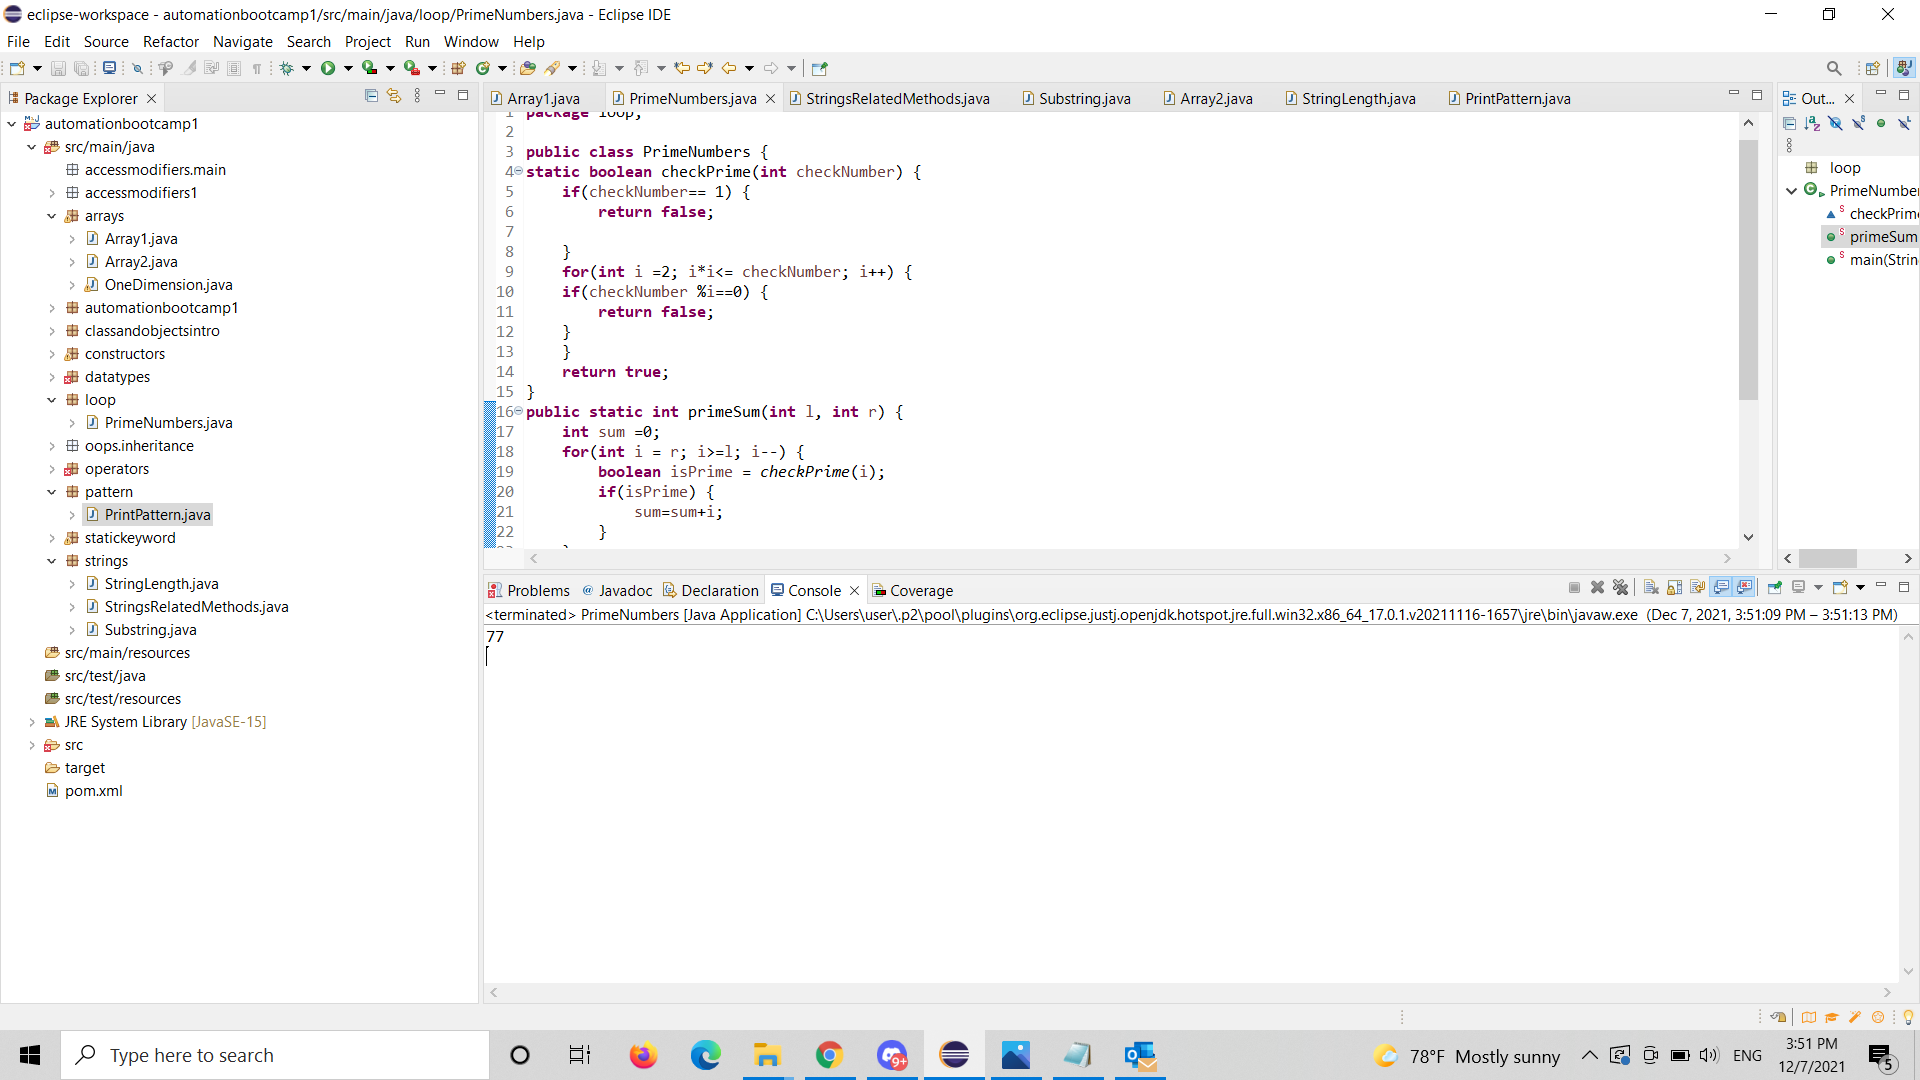 eclipse-workspace - automationbootcamp1/src/main/java/loop/PrimeNumbers.java - Eclipse IDE
File Edit Source Refactor Navigate Search Project Run Window Help
Package Explorer
automationbootcamp1
src/main/java
accessmodifiers.main
accessmodifiers1
arrays
Array1.java
Array2.java
OneDimension.java
automationbootcamp1
classandobjectsintro
constructors
datatypes
loop
PrimeNumbers.java
oops.inheritance
operators
pattern
PrintPattern.java
statickeyword
strings
StringLength.java
StringsRelatedMethods.java
Substring.java
src/main/resources
src/test/java
src/test/resources
JRE System Library [JavaSE-15]
src
target
pom.xml
Array1.java PrimeNumbers.java StringsRelatedMethods.java Substring.java Array2.java StringLength.java PrintPattern.java
1 package loop;
2
3 public class PrimeNumbers {
4 static boolean checkPrime(int checkNumber) {
5 if(checkNumber== 1) {
6 return false;
7
8 }
9 for(int i =2; i*i<= checkNumber; i++) {
10 if(checkNumber %i==0) {
11 return false;
12 }
13 }
14 return true;
15 }
16 public static int primeSum(int l, int r) {
17 int sum =0;
18 for(int i = r; i>=l; i--) {
19 boolean isPrime = checkPrime(i);
20 if(isPrime) {
21 sum=sum+i;
22 }
Out...
loop
PrimeNumbe
checkPrim
primeSum
main(Strin
Problems Javadoc Declaration Console Coverage
<terminated> PrimeNumbers [Java Application] C:\Users\user\.p2\pool\plugins\org.eclipse.justj.openjdk.hotspot.jre.full.win32.x86_64_17.0.1.v20211116-1657\jre\bin\javaw.exe (Dec 7, 2021, 3:51:09 PM – 3:51:13 PM)
77
Type here to search
9+
78°F Mostly sunny
ENG
3:51 PM
12/7/2021
5